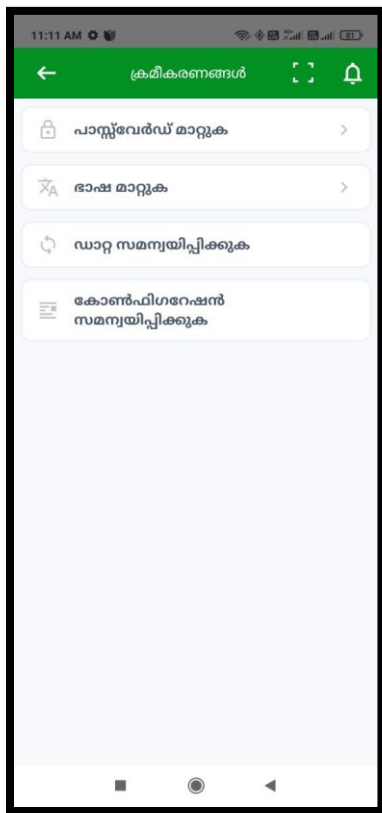 11:11 AM
ക്രമീകരണങ്ങൾ
പാസ്സ്‌വേർഡ് മാറ്റുക
ഭാഷ മാറ്റുക
ഡാറ്റ സമന്വയിപ്പിക്കുക
കോൺഫിഗറേഷൻ
സമന്വയിപ്പിക്കുക